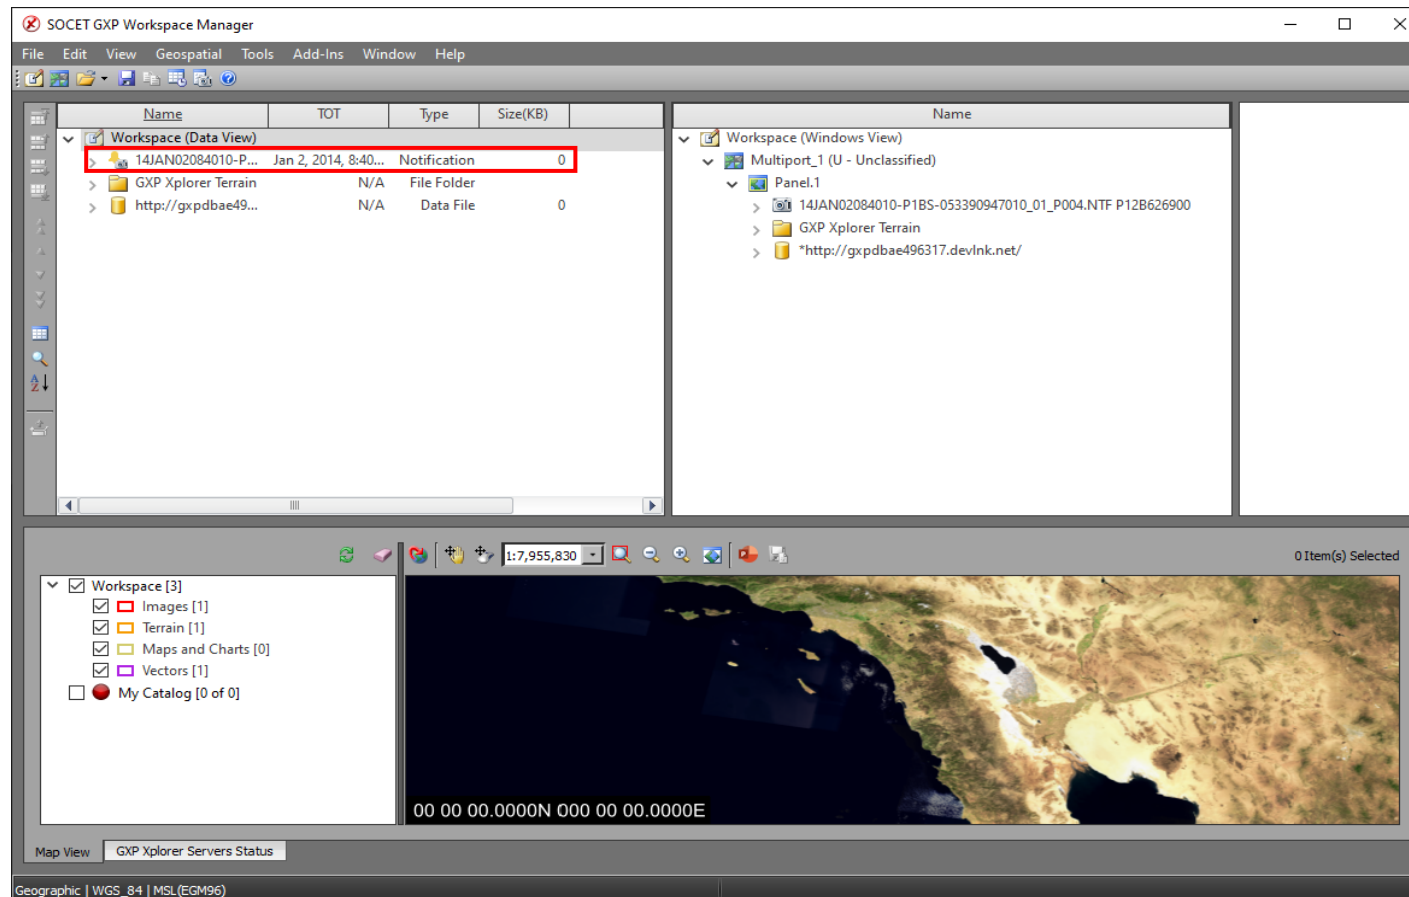 SOCET GXP Workspace Manager
File Edit View Geospatial Tools Add-Ins Window Help
Name TOT Type Size(KB)
Workspace (Data View)
14JAN02084010-P... Jan 2, 2014, 8:40... Notification 0
GXP Xplorer Terrain N/A File Folder
http://gxpdbae49... N/A Data File 0
Name
Workspace (Windows View)
Multiport_1 (U - Unclassified)
Panel.1
14JAN02084010-P1BS-053390947010_01_P004.NTF P12B626900
GXP Xplorer Terrain
*http://gxpdbae496317.devlnk.net/
1:7,955,830
0 Item(s) Selected
Workspace [3]
Images [1]
Terrain [1]
Maps and Charts [0]
Vectors [1]
My Catalog [0 of 0]
00 00 00.0000N 000 00 00.0000E
Map View GXP Xplorer Servers Status
Geographic | WGS_84 | MSL(EGM96)